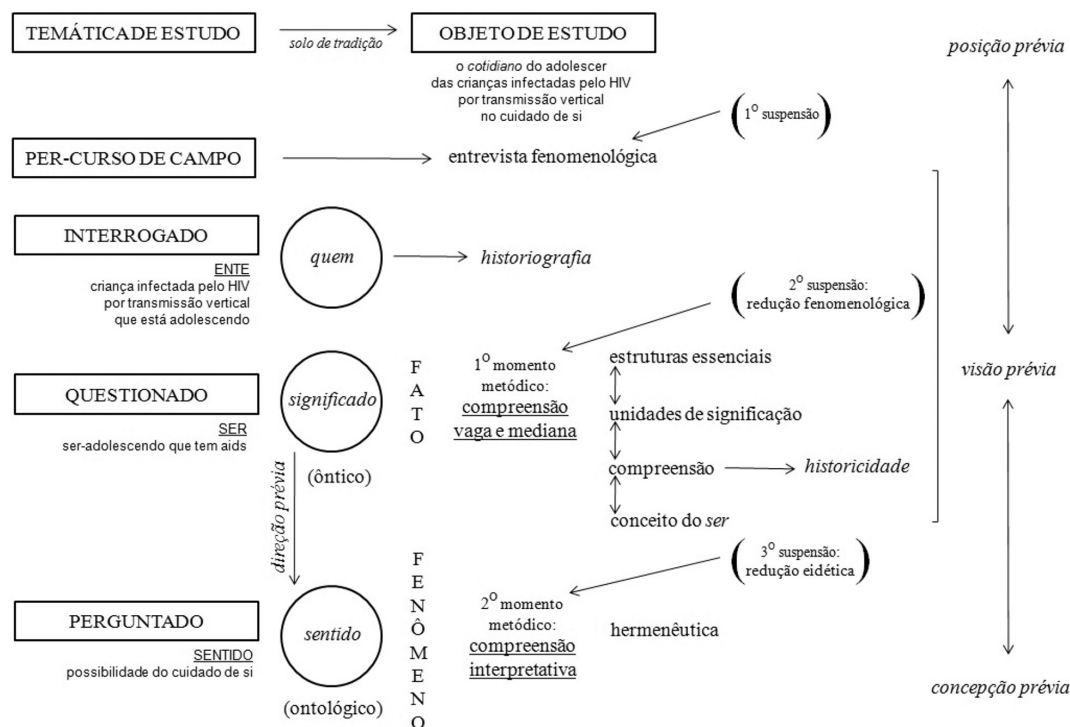 TEMÁTICA DE ESTUDO
solo de tradição
OBJETO DE ESTUDO
posição prévia
o cotidiano do adolescer
das crianças infectadas pelo HIV
por transmissão vertical
no cuidado de si
(1º suspensão)
PER-CURSO DE CAMPO
entrevista fenomenológica
INTERROGADO
ENTE
criança infectada pelo HIV
por transmissão vertical
que está adolescendo
quem
historiografia
(2º suspensão:
redução fenomenológica)
QUESTIONADO
SER
ser-adolescendo que tem aids
significado
(ôntico)
FATO
1º momento
metódico:
compreensão
vaga e mediana
estruturas essenciais
unidades de significação
compreensão
historicidade
conceito do ser
visão prévia
direção prévia
(3º suspensão:
redução eidética)
PERGUNTADO
SENTIDO
possibilidade do cuidado de si
sentido
(ontológico)
FENÔMENO
2º momento
metódico:
compreensão
interpretativa
hermenêutica
concepção prévia